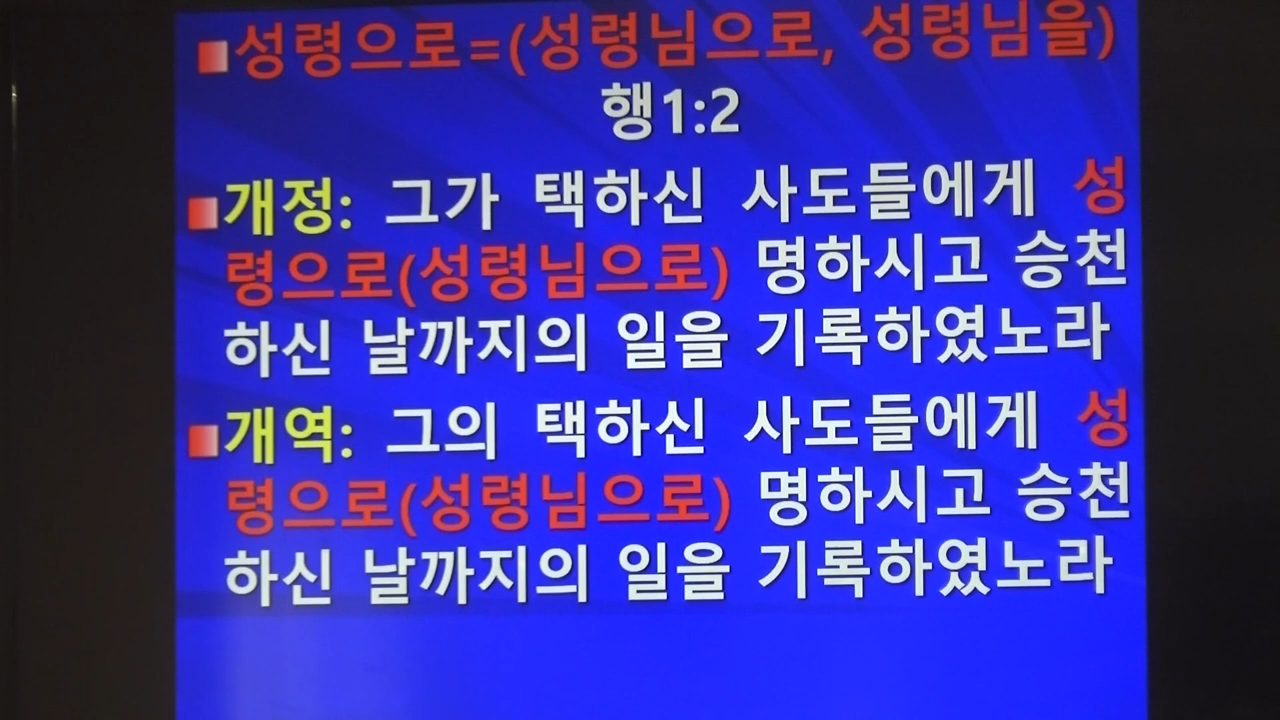 ■성령으로=(성령님으로, 성령님을)
행1:2
■개정: 그가 택하신 사도들에게 성
령으로(성령님으로) 명하시고 승천
하신 날까지의 일을 기록하였노라
■개역: 그의 택하신 사도들에게 성
령으로(성령님으로) 명하시고 승천
하신 날까지의 일을 기록하였노라